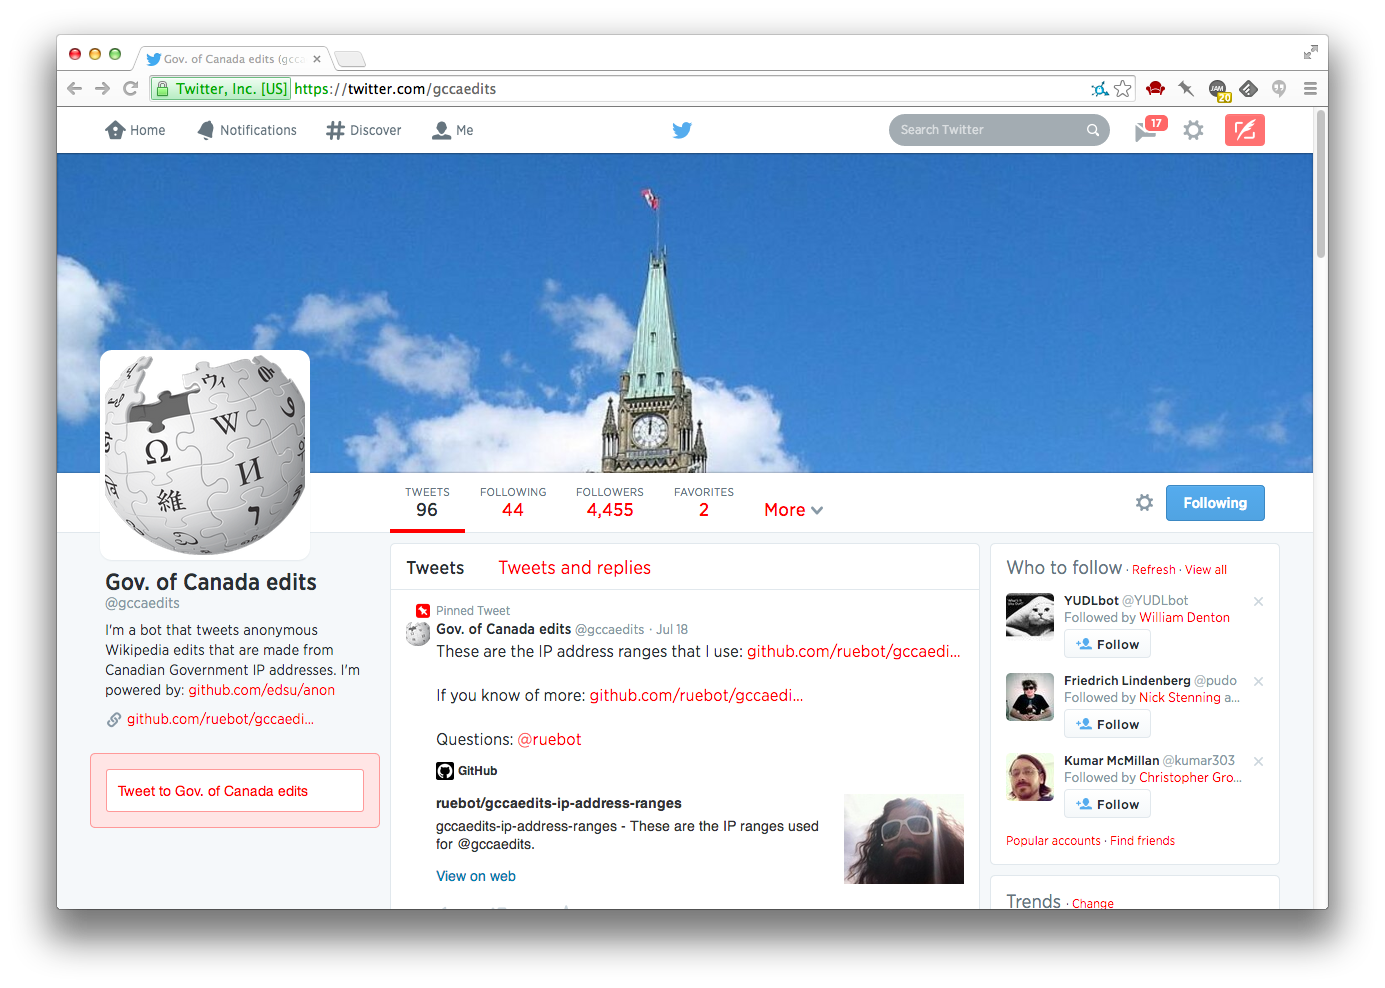 Gov. of Canada edits (gcca
Twitter, Inc. [US] https://twitter.com/gccaedits
JAM
20
Home Notifications Discover Me
Search Twitter
17
ウィ
W
Ω
И
維
TWEETS FOLLOWING FOLLOWERS FAVORITES
96 44 4,455 2 More
Following
Gov. of Canada edits
@gccaedits
I'm a bot that tweets anonymous
Wikipedia edits that are made from
Canadian Government IP addresses. I'm
powered by: github.com/edsu/anon
github.com/ruebot/gccaedi...
Tweet to Gov. of Canada edits
Tweets Tweets and replies
Pinned Tweet
Gov. of Canada edits @gccaedits · Jul 18
These are the IP address ranges that I use: github.com/ruebot/gccaedi...
If you know of more: github.com/ruebot/gccaedi...
Questions: @ruebot
GitHub
ruebot/gccaedits-ip-address-ranges
gccaedits-ip-address-ranges - These are the IP ranges used
for @gccaedits.
View on web
Who to follow · Refresh · View all
YUDLbot @YUDLbot
Followed by William Denton
Follow
Friedrich Lindenberg @pudo
Followed by Nick Stenning a...
Follow
Kumar McMillan @kumar303
Followed by Christopher Gro...
Follow
Popular accounts · Find friends
Trends · Change